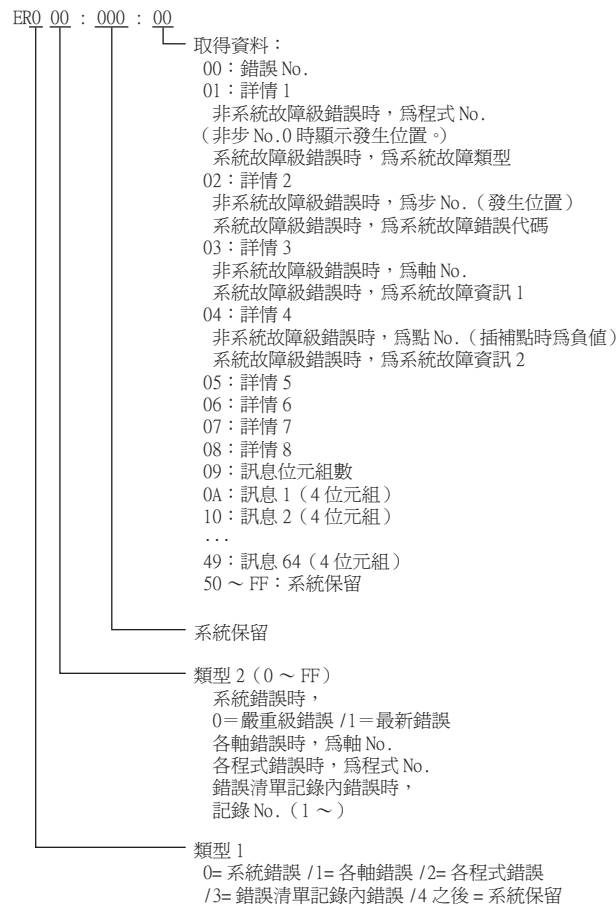 ER0 00 : 000 : 00
取得資料：
00：錯誤 No.
01：詳情 1
非系統故障級錯誤時，爲程式 No.
（非步 No.0 時顯示發生位置。）
系統故障級錯誤時，爲系統故障類型
02：詳情 2
非系統故障級錯誤時，爲步 No.（發生位置）
系統故障級錯誤時，爲系統故障錯誤代碼
03：詳情 3
非系統故障級錯誤時，爲軸 No.
系統故障級錯誤時，爲系統故障資訊 1
04：詳情 4
非系統故障級錯誤時，爲點 No.（插補點時爲負值）
系統故障級錯誤時，爲系統故障資訊 2
05：詳情 5
06：詳情 6
07：詳情 7
08：詳情 8
09：訊息位元組數
0A：訊息 1（4 位元組）
10：訊息 2（4 位元組）
...
49：訊息 64（4 位元組）
50 ～ FF：系統保留
系統保留
類型 2（0 ～ FF）
系統錯誤時，
0＝嚴重級錯誤 /1＝最新錯誤
各軸錯誤時，爲軸 No.
各程式錯誤時，爲程式 No.
錯誤清單記錄內錯誤時，
記錄 No.（1 ～）
類型 1
0= 系統錯誤 /1= 各軸錯誤 /2= 各程式錯誤
/3= 錯誤清單記錄內錯誤 /4 之後 = 系統保留